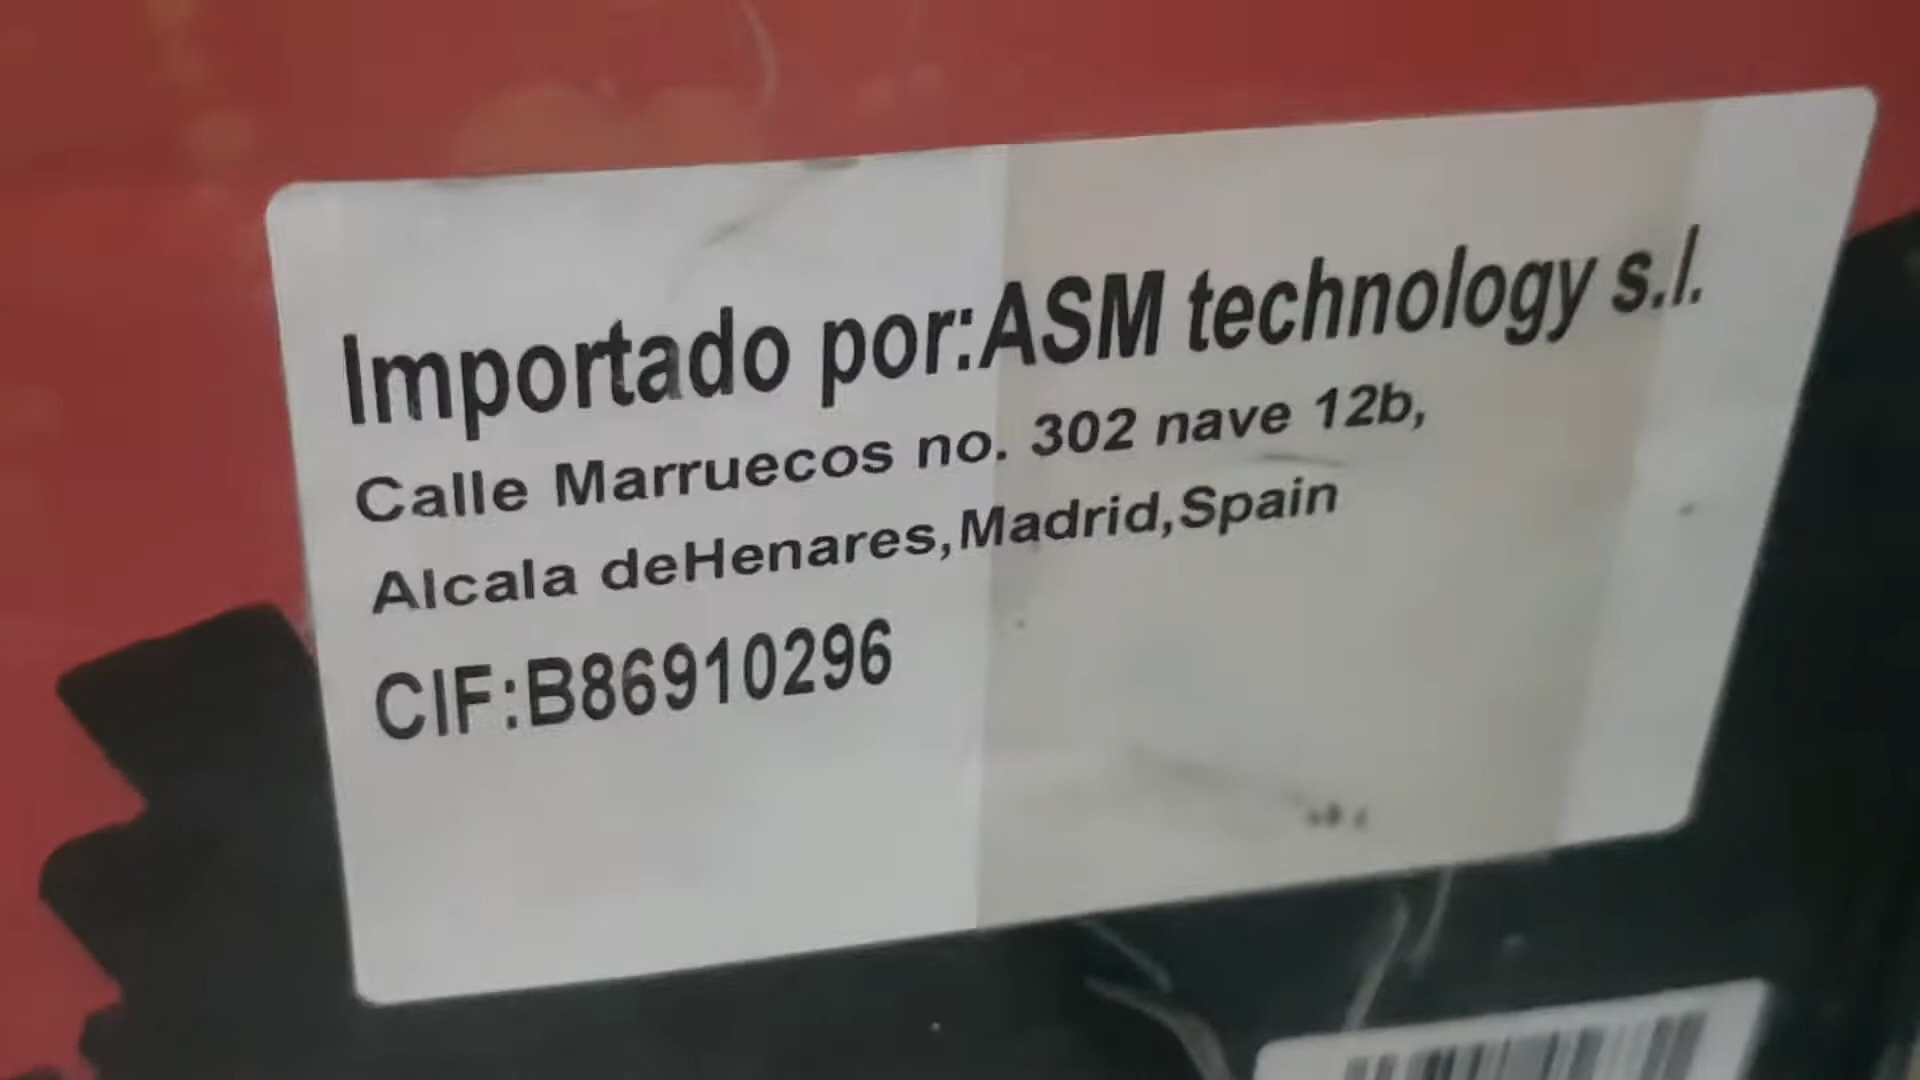 Importado por:ASM technology s.l.
Calle Marruecos no. 302 nave 12b,
Alcala deHenares,Madrid,Spain
CIF:B86910296